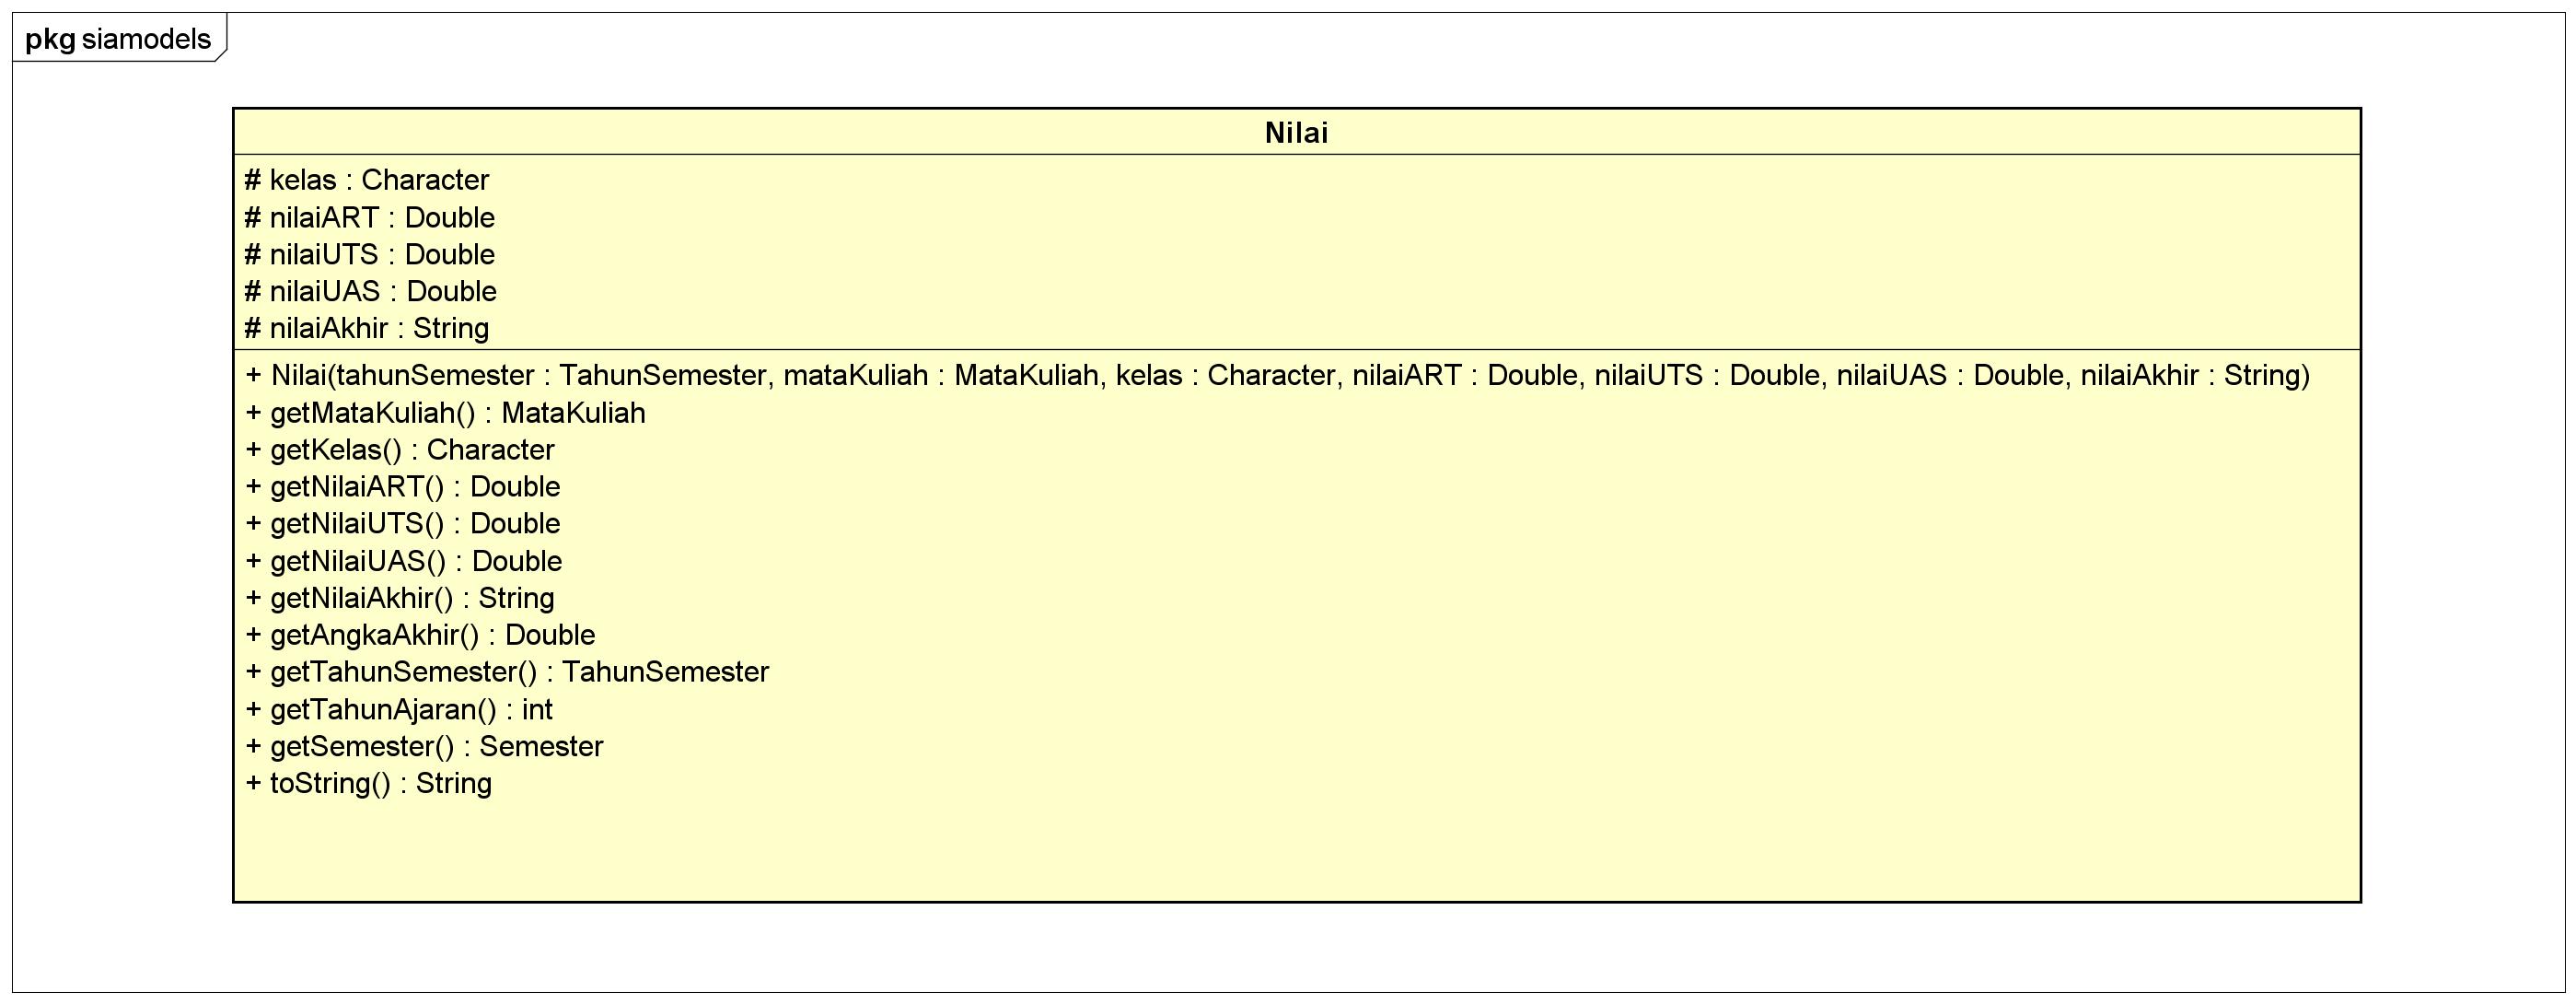 pkg siamodels
Nilai
# kelas : Character
# nilaiART : Double
# nilaiUTS : Double
# nilaiUAS : Double
# nilaiAkhir : String
+ Nilai(tahunSemester : TahunSemester, mataKuliah : MataKuliah, kelas : Character, nilaiART : Double, nilaiUTS : Double, nilaiUAS : Double, nilaiAkhir : String)
+ getMataKuliah() : MataKuliah
+ getKelas() : Character
+ getNilaiART() : Double
+ getNilaiUTS() : Double
+ getNilaiUAS() : Double
+ getNilaiAkhir() : String
+ getAngkaAkhir() : Double
+ getTahunSemester() : TahunSemester
+ getTahunAjaran() : int
+ getSemester() : Semester
+ toString() : String